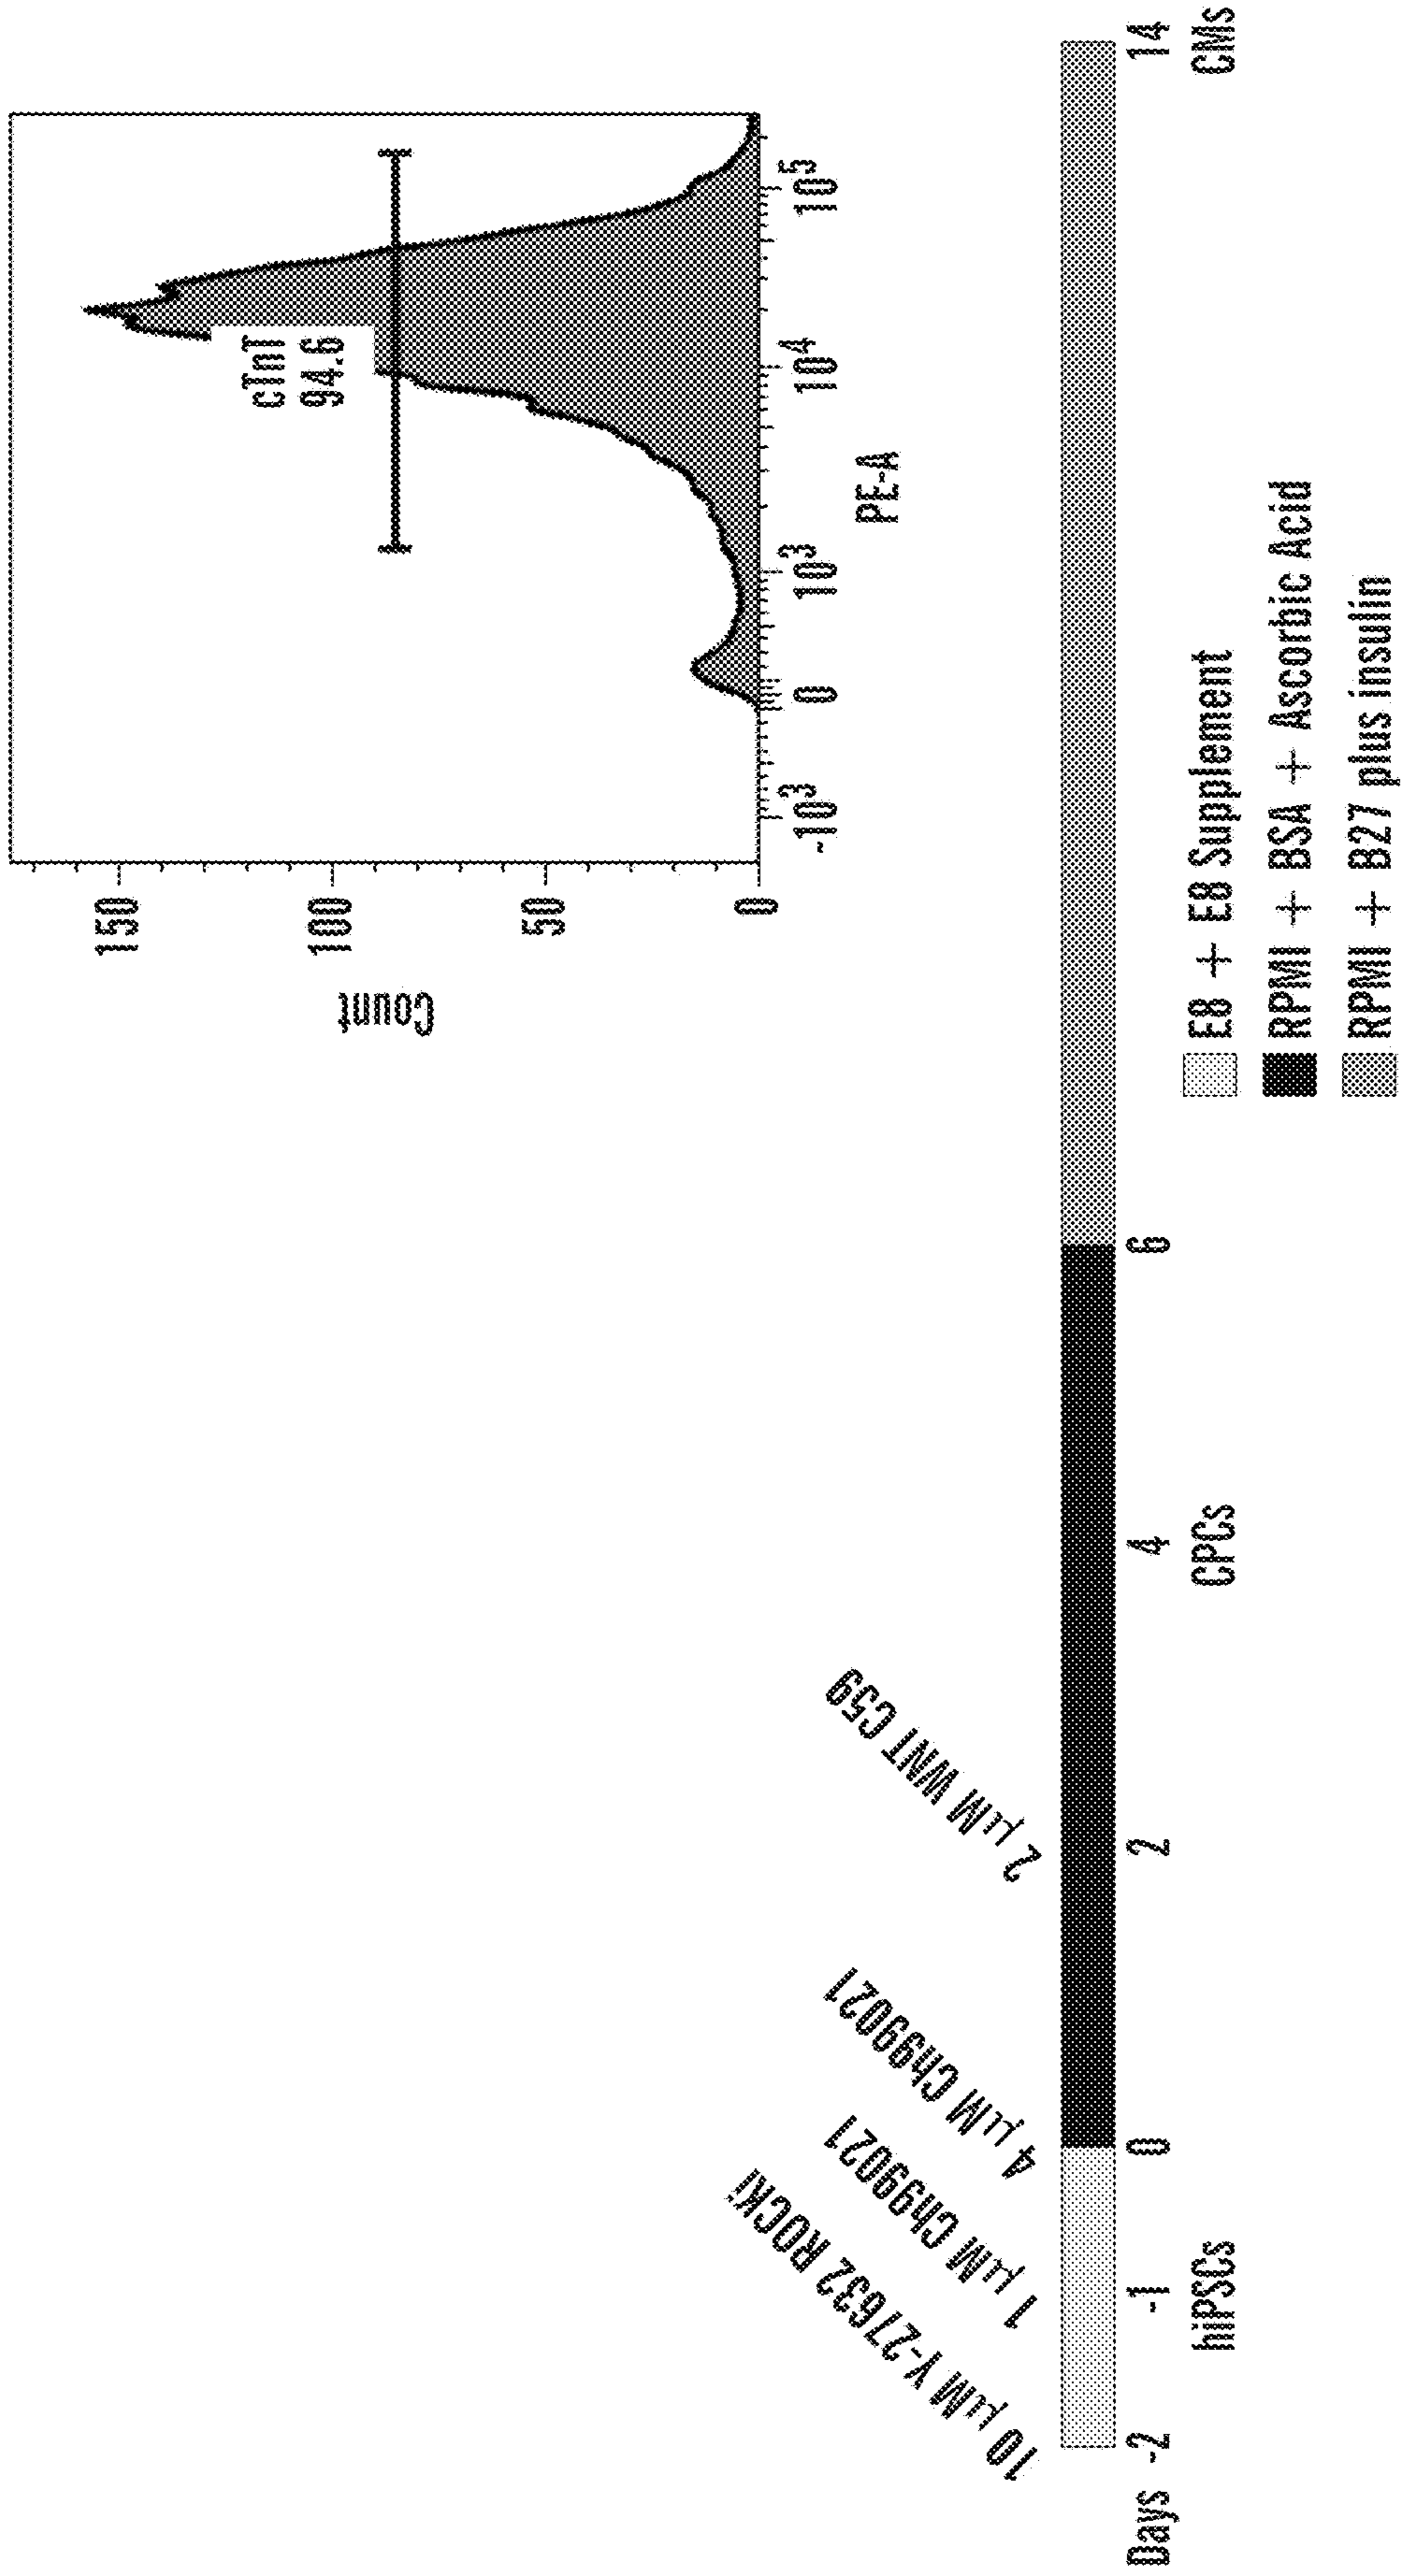 150
100
50
0
Count
cTnT
94.6
-10³
0
10³
10⁴
10⁵
PE-A
10 µM Y-27632 ROCKi
1 µM Ch99021
4 µM Ch99021
2 µM WNT C59
Days -2 -1 0 2 4 6 14
hiPSCs CPCs CMs
E8 + E8 Supplement
RPMI + BSA + Ascorbic Acid
RPMI + B27 plus insulin